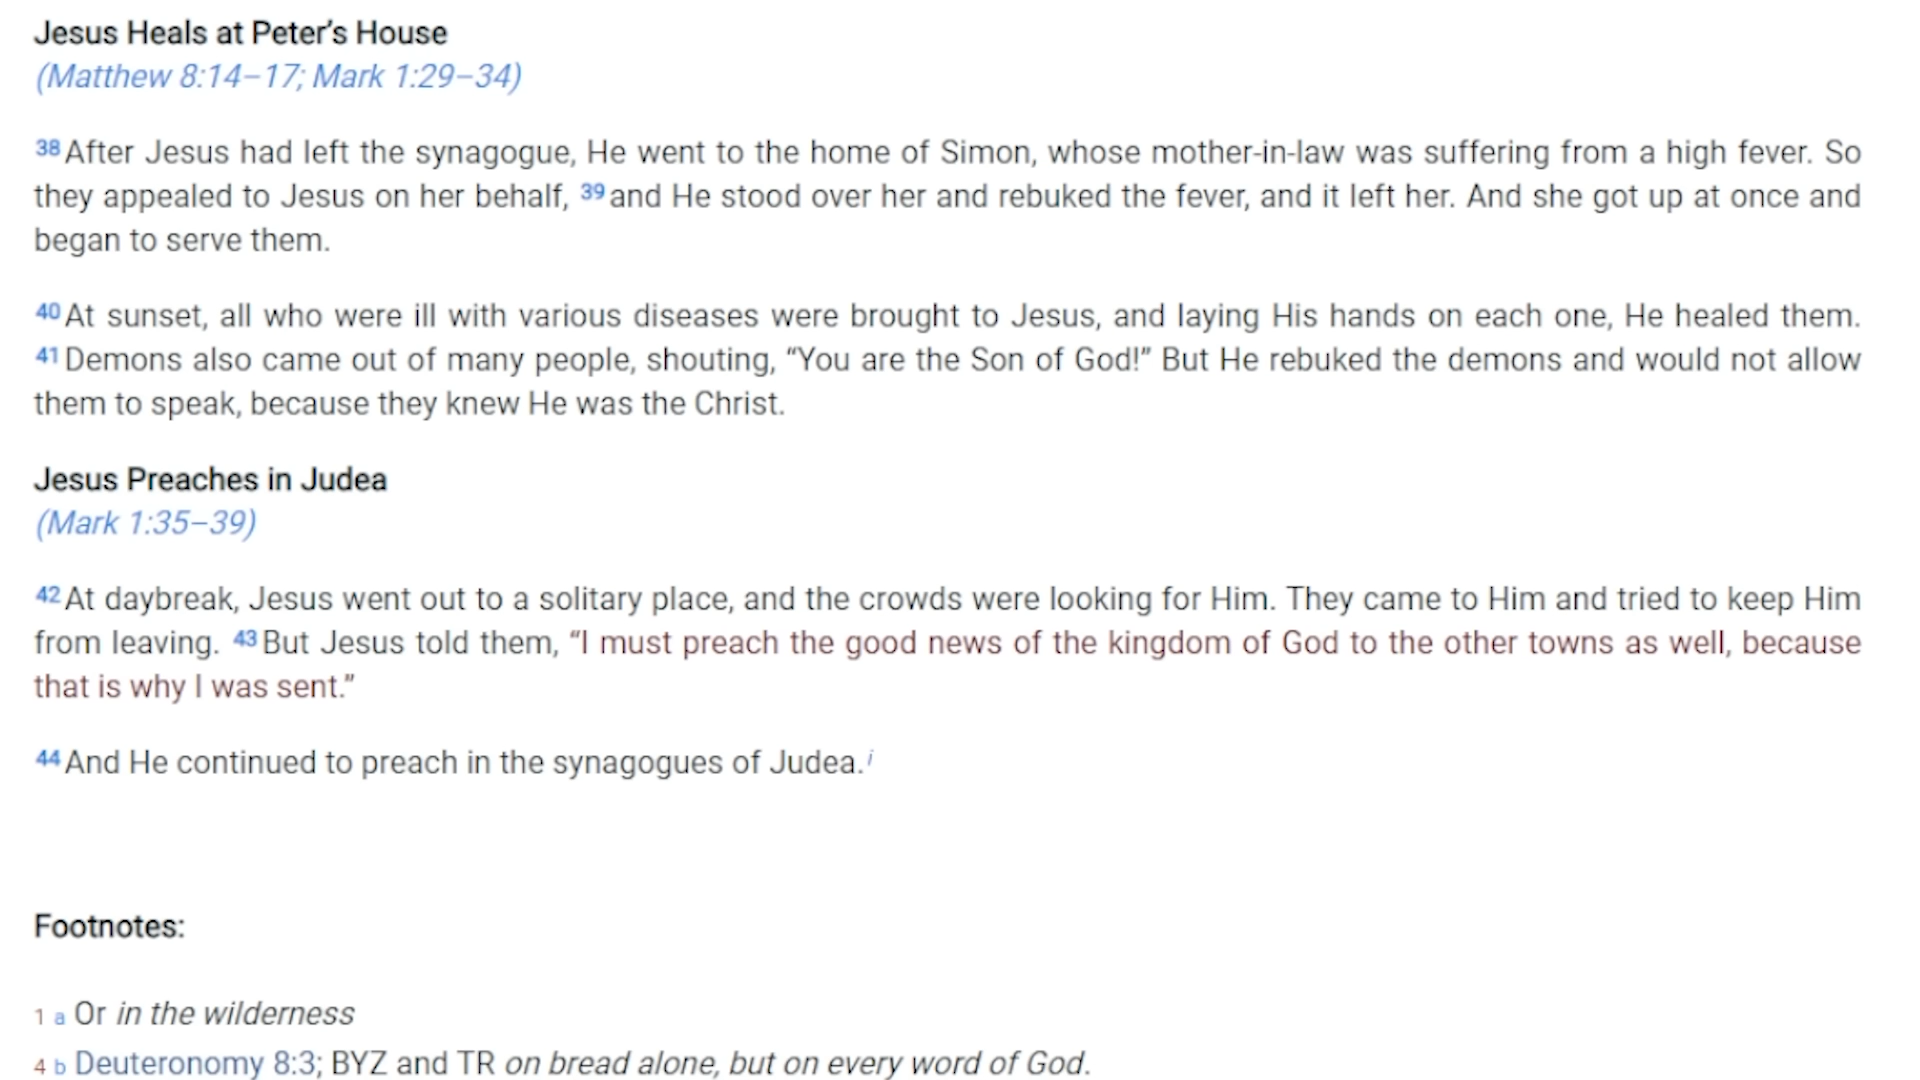 Jesus Heals at Peter’s House
(Matthew 8:14–17; Mark 1:29–34)
38 After Jesus had left the synagogue, He went to the home of Simon, whose mother-in-law was suffering from a high fever. So
they appealed to Jesus on her behalf, 39 and He stood over her and rebuked the fever, and it left her. And she got up at once and
began to serve them.
40 At sunset, all who were ill with various diseases were brought to Jesus, and laying His hands on each one, He healed them.
41 Demons also came out of many people, shouting, “You are the Son of God!” But He rebuked the demons and would not allow
them to speak, because they knew He was the Christ.
Jesus Preaches in Judea
(Mark 1:35–39)
42 At daybreak, Jesus went out to a solitary place, and the crowds were looking for Him. They came to Him and tried to keep Him
from leaving. 43 But Jesus told them, “I must preach the good news of the kingdom of God to the other towns as well, because
that is why I was sent.”
44 And He continued to preach in the synagogues of Judea. i
Footnotes:
1 a Or in the wilderness
4 b Deuteronomy 8:3; BYZ and TR on bread alone, but on every word of God.